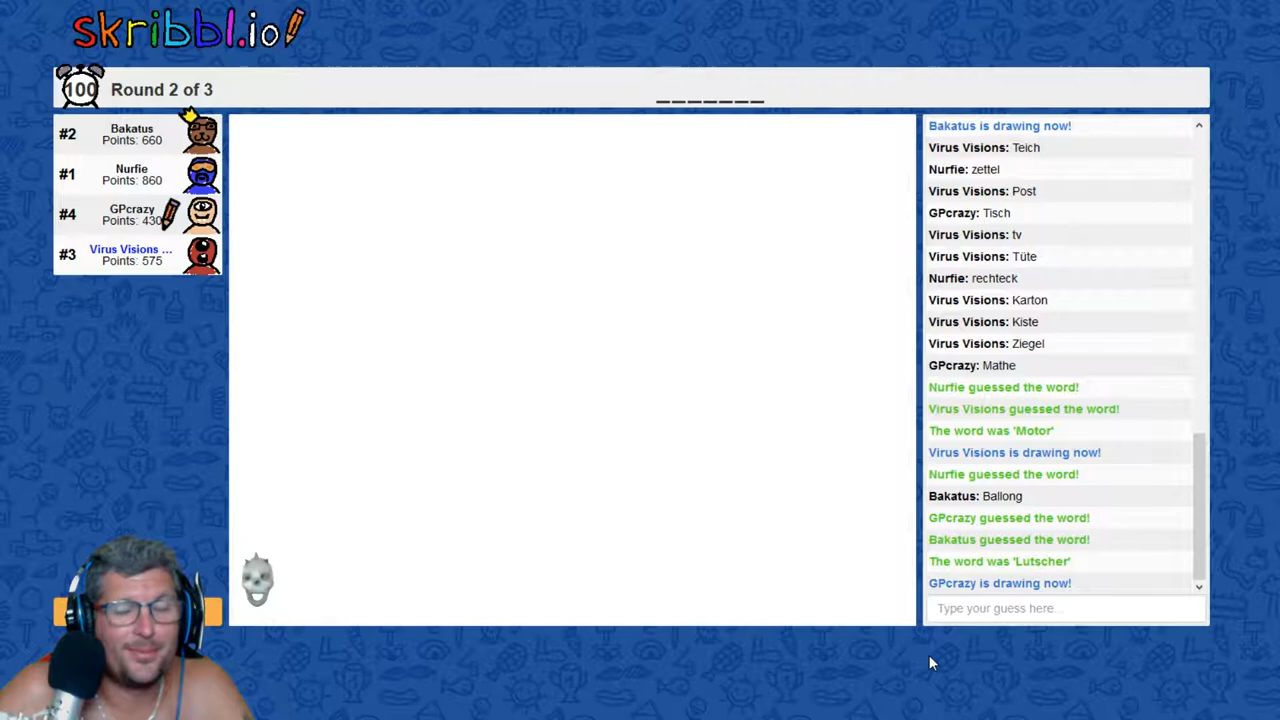 skribbl.io
100 Round 2 of 3
_______
#2 Bakatus
Points: 660
#1 Nurfie
Points: 860
#4 GPcrazy
Points: 430
#3 Virus Visions ...
Points: 575
Bakatus is drawing now!
Virus Visions: Teich
Nurfie: zettel
Virus Visions: Post
GPcrazy: Tisch
Virus Visions: tv
Virus Visions: Tüte
Nurfie: rechteck
Virus Visions: Karton
Virus Visions: Kiste
Virus Visions: Ziegel
GPcrazy: Mathe
Nurfie guessed the word!
Virus Visions guessed the word!
The word was 'Motor'
Virus Visions is drawing now!
Nurfie guessed the word!
Bakatus: Ballong
GPcrazy guessed the word!
Bakatus guessed the word!
The word was 'Lutscher'
GPcrazy is drawing now!
Type your guess here...